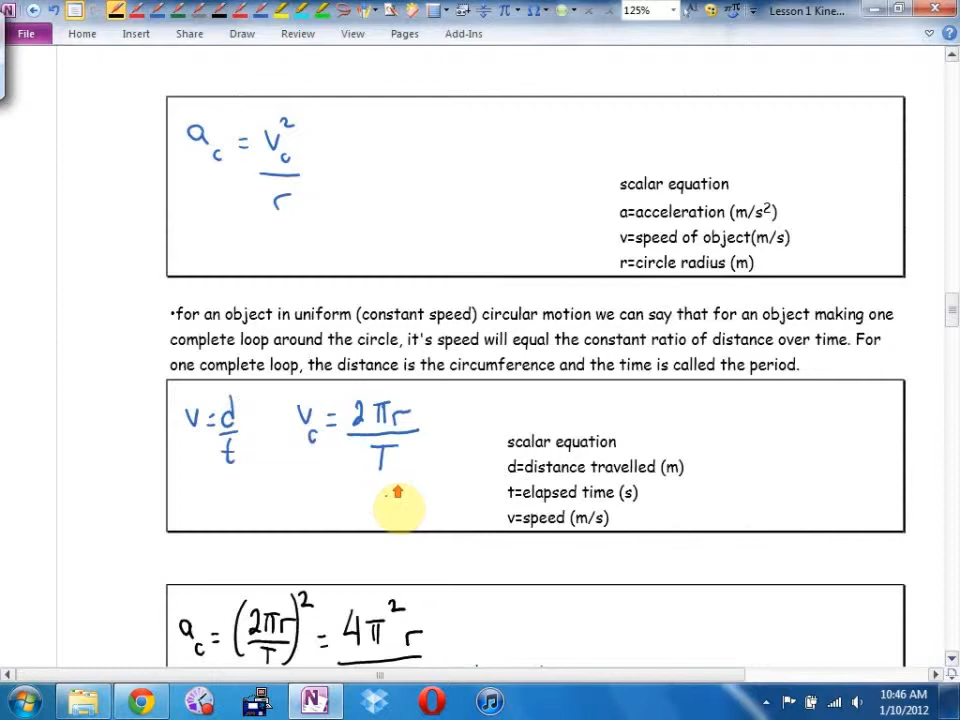 125%
Lesson 1 Kine...
File Home Insert Share Draw Review View Pages Add-Ins
a_c = v_c^2 / r
scalar equation
a=acceleration (m/s²)
v=speed of object(m/s)
r=circle radius (m)
•for an object in uniform (constant speed) circular motion we can say that for an object making one
complete loop around the circle, it's speed will equal the constant ratio of distance over time. For
one complete loop, the distance is the circumference and the time is called the period.
v = d/t v_c = 2πr / T
scalar equation
d=distance travelled (m)
t=elapsed time (s)
v=speed (m/s)
a_c = (2πr/T)^2 = 4π^2 r
10:46 AM
1/10/2012